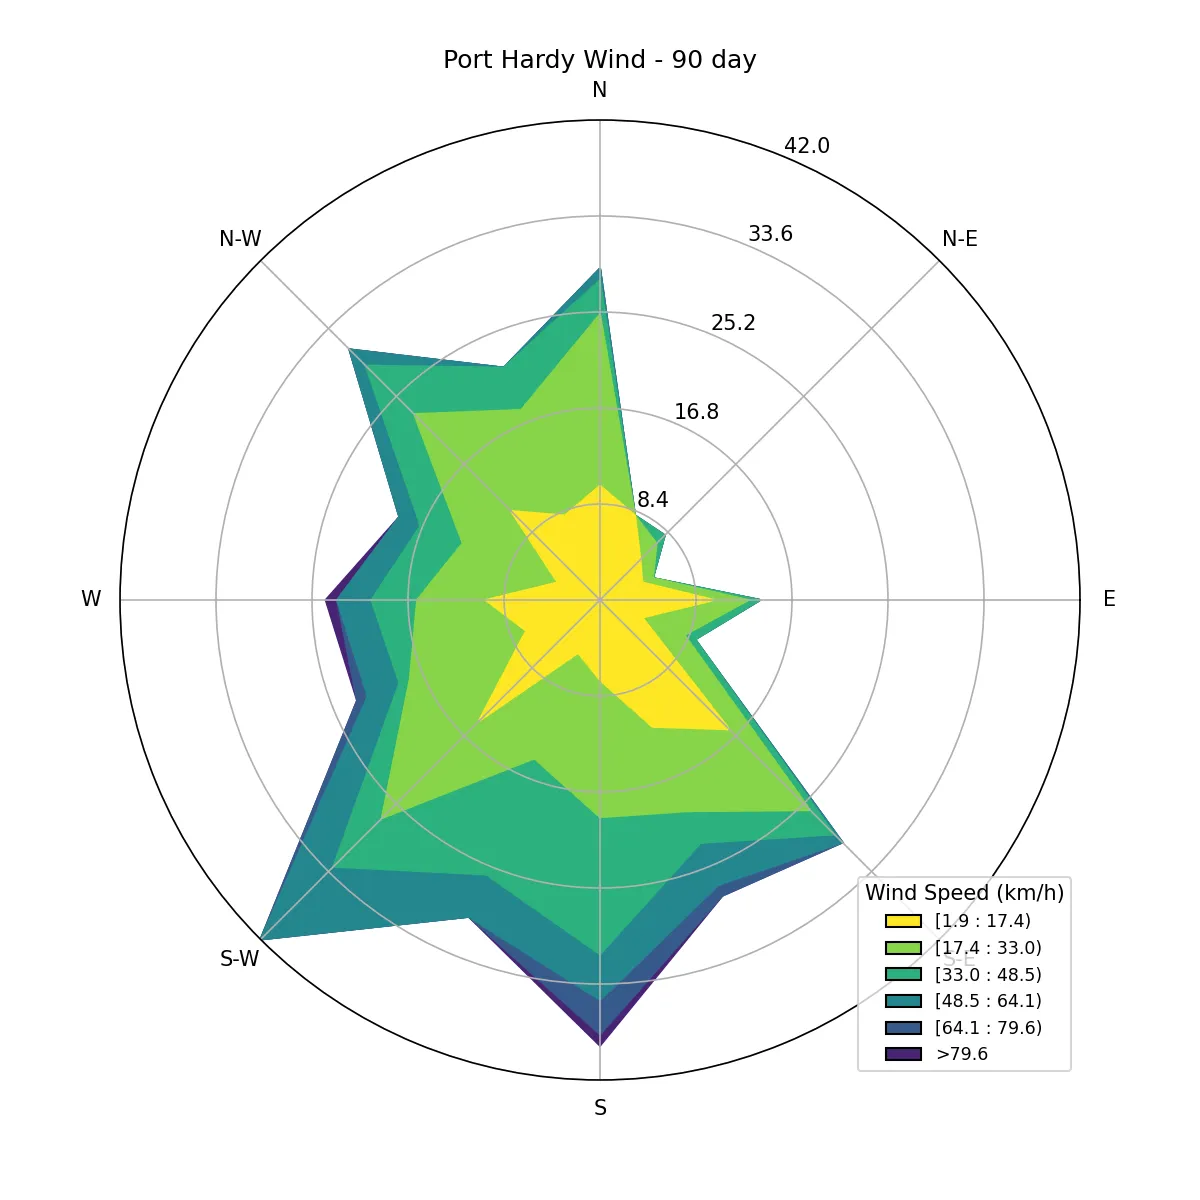 Port Hardy Wind - 90 day
N
42.0
33.6
N-W
N-E
25.2
16.8
8.4
W
E
Wind Speed (km/h)
[1.9 : 17.4)
[17.4 : 33.0)
S-W
S-E
[33.0 : 48.5)
[48.5 : 64.1)
[64.1 : 79.6)
>79.6
S